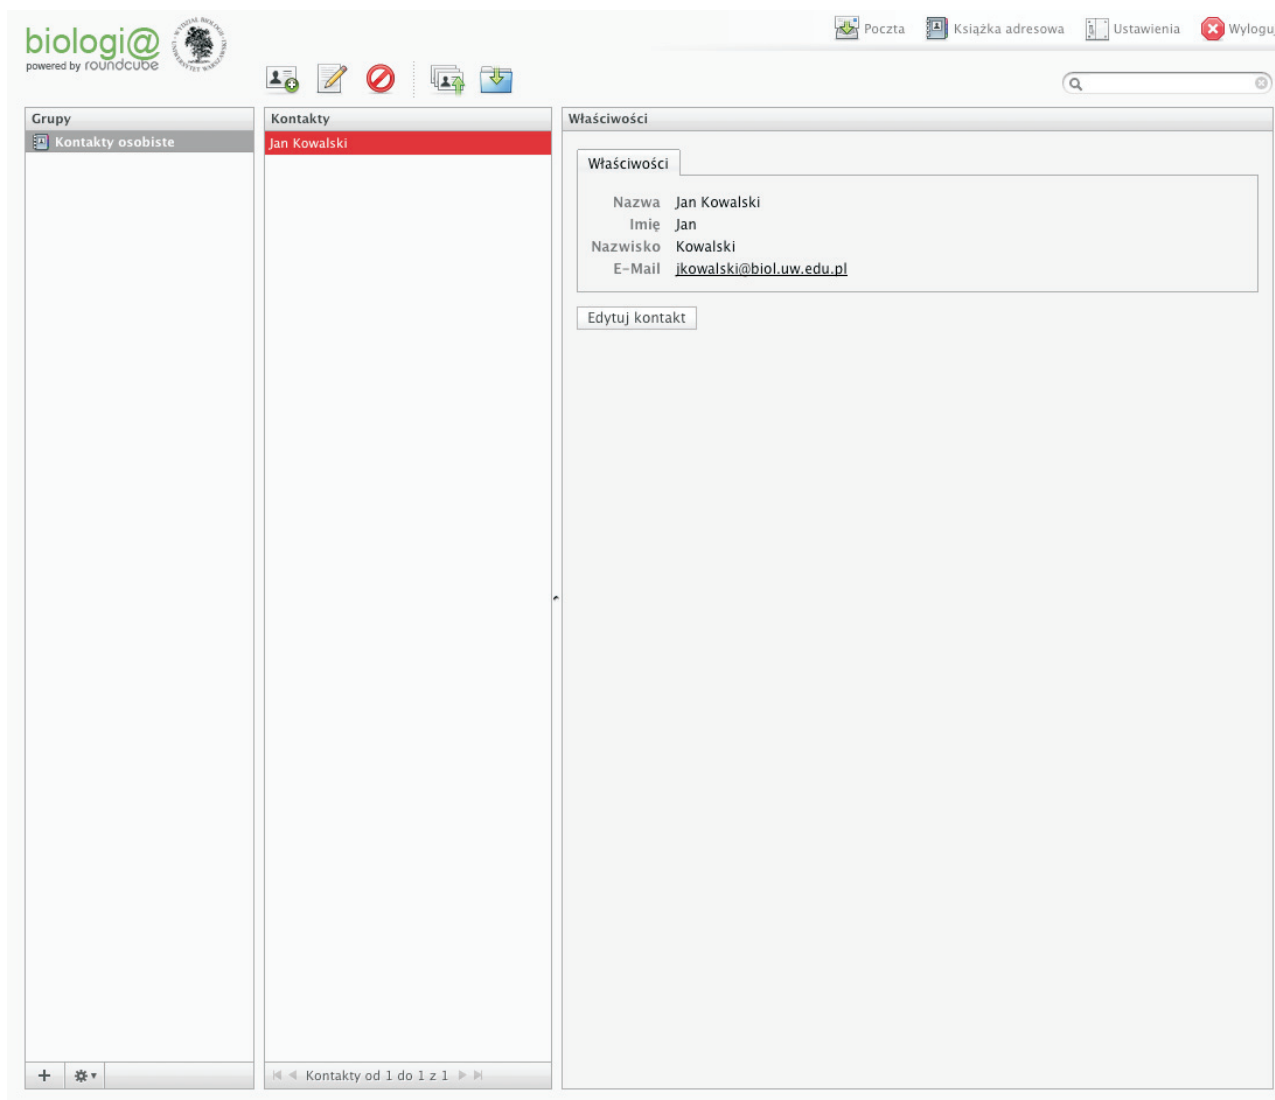 biologi@
powered by roundcube
Poczta
Książka adresowa
Ustawienia
Wylogu
Grupy
Kontakty osobiste
Kontakty
Jan Kowalski
Właściwości
Właściwości
Nazwa Jan Kowalski
Imię Jan
Nazwisko Kowalski
E-Mail jkowalski@biol.uw.edu.pl
Edytuj kontakt
Kontakty od 1 do 1 z 1